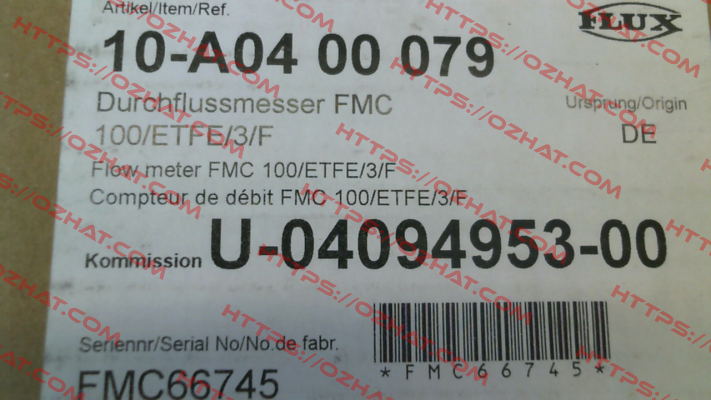 Artikel/Item/Ref.
FLUX
10-A04 00 079
Durchflussmesser FMC
100/ETFE/3/F
Ursprung/Origin
DE
Flow meter FMC 100/ETFE/3/F
Compteur de débit FMC 100/ETFE/3/F
Kommission U-04094953-00
Seriennr/Serial No/No.de fabr.
FMC66745
*FMC66745*
HTTPS://OZHAT.COM